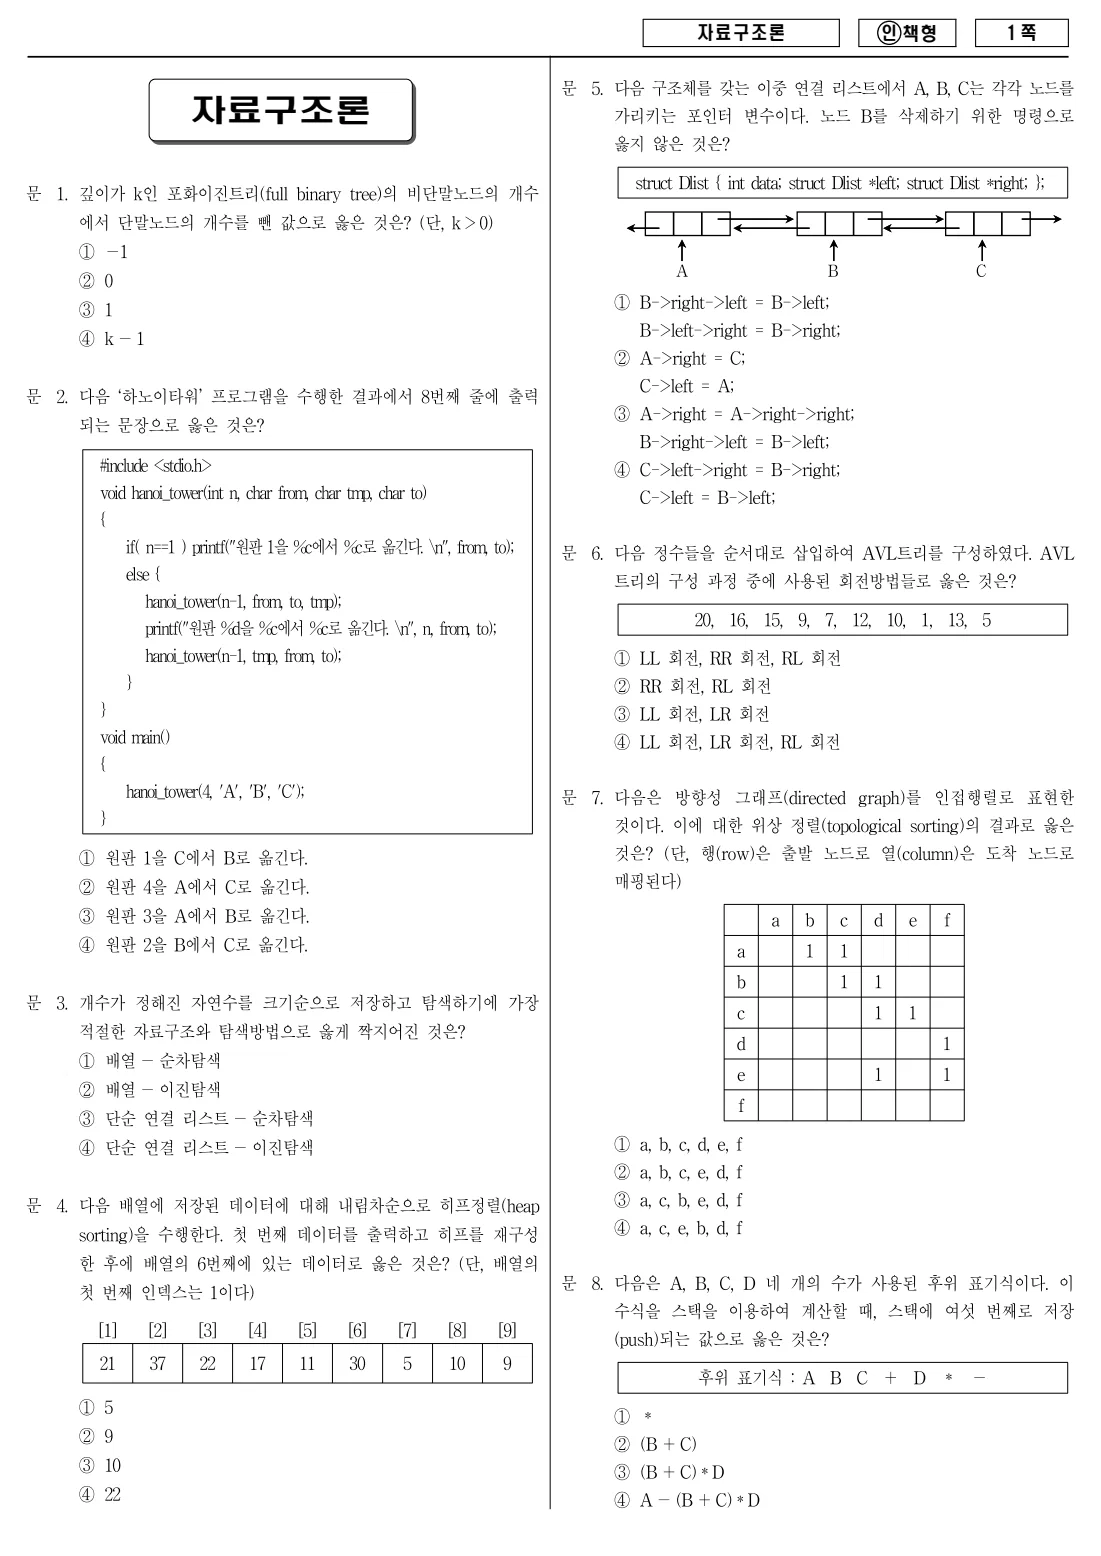 자료구조론
인책형
1쪽
자료구조론
문 1. 깊이가 k인 포화이진트리(full binary tree)의 비단말노드의 개수
에서 단말노드의 개수를 뺀 값으로 옳은 것은? (단, k > 0)
① -1
② 0
③ 1
④ k - 1
문 2. 다음 ‘하노이타워’ 프로그램을 수행한 결과에서 8번째 줄에 출력
되는 문장으로 옳은 것은?
#include <stdio.h>
void hanoi_tower(int n, char from, char tmp, char to)
{
if( n==1 ) printf("원판 1을 %c에서 %c로 옮긴다. \n", from, to);
else {
hanoi_tower(n-1, from, to, tmp);
printf("원판 %d을 %c에서 %c로 옮긴다. \n", n, from, to);
hanoi_tower(n-1, tmp, from, to);
}
}
void main()
{
hanoi_tower(4, 'A', 'B', 'C');
}
① 원판 1을 C에서 B로 옮긴다.
② 원판 4을 A에서 C로 옮긴다.
③ 원판 3을 A에서 B로 옮긴다.
④ 원판 2을 B에서 C로 옮긴다.
문 3. 개수가 정해진 자연수를 크기순으로 저장하고 탐색하기에 가장
적절한 자료구조와 탐색방법으로 옳게 짝지어진 것은?
① 배열 - 순차탐색
② 배열 - 이진탐색
③ 단순 연결 리스트 - 순차탐색
④ 단순 연결 리스트 - 이진탐색
문 4. 다음 배열에 저장된 데이터에 대해 내림차순으로 히프정렬(heap
sorting)을 수행한다. 첫 번째 데이터를 출력하고 히프를 재구성
한 후에 배열의 6번째에 있는 데이터로 옳은 것은? (단, 배열의
첫 번째 인덱스는 1이다)
[1] [2] [3] [4] [5] [6] [7] [8] [9]
21 37 22 17 11 30 5 10 9
① 5
② 9
③ 10
④ 22
문 5. 다음 구조체를 갖는 이중 연결 리스트에서 A, B, C는 각각 노드를
가리키는 포인터 변수이다. 노드 B를 삭제하기 위한 명령으로
옳지 않은 것은?
struct Dlist { int data; struct Dlist *left; struct Dlist *right; };
A B C
① B->right->left = B->left;
B->left->right = B->right;
② A->right = C;
C->left = A;
③ A->right = A->right->right;
B->right->left = B->left;
④ C->left->right = B->right;
C->left = B->left;
문 6. 다음 정수들을 순서대로 삽입하여 AVL트리를 구성하였다. AVL
트리의 구성 과정 중에 사용된 회전방법들로 옳은 것은?
20, 16, 15, 9, 7, 12, 10, 1, 13, 5
① LL 회전, RR 회전, RL 회전
② RR 회전, RL 회전
③ LL 회전, LR 회전
④ LL 회전, LR 회전, RL 회전
문 7. 다음은 방향성 그래프(directed graph)를 인접행렬로 표현한
것이다. 이에 대한 위상 정렬(topological sorting)의 결과로 옳은
것은? (단, 행(row)은 출발 노드로 열(column)은 도착 노드로
매핑된다)
a b c d e f
a 1 1
b 1 1
c 1 1
d 1
e 1 1
f
① a, b, c, d, e, f
② a, b, c, e, d, f
③ a, c, b, e, d, f
④ a, c, e, b, d, f
문 8. 다음은 A, B, C, D 네 개의 수가 사용된 후위 표기식이다. 이
수식을 스택을 이용하여 계산할 때, 스택에 여섯 번째로 저장
(push)되는 값으로 옳은 것은?
후위 표기식 : A B C + D * -
① *
② (B + C)
③ (B + C) * D
④ A - (B + C) * D